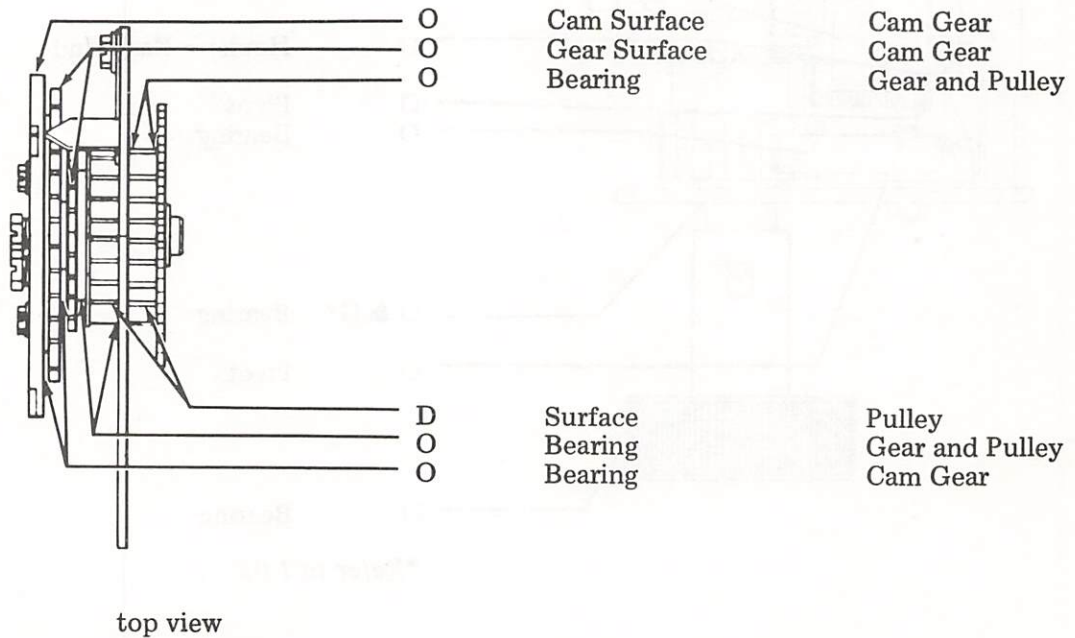 O Cam Surface Cam Gear
O Gear Surface Cam Gear
O Bearing Gear and Pulley
D Surface Pulley
O Bearing Gear and Pulley
O Bearing Cam Gear
top view